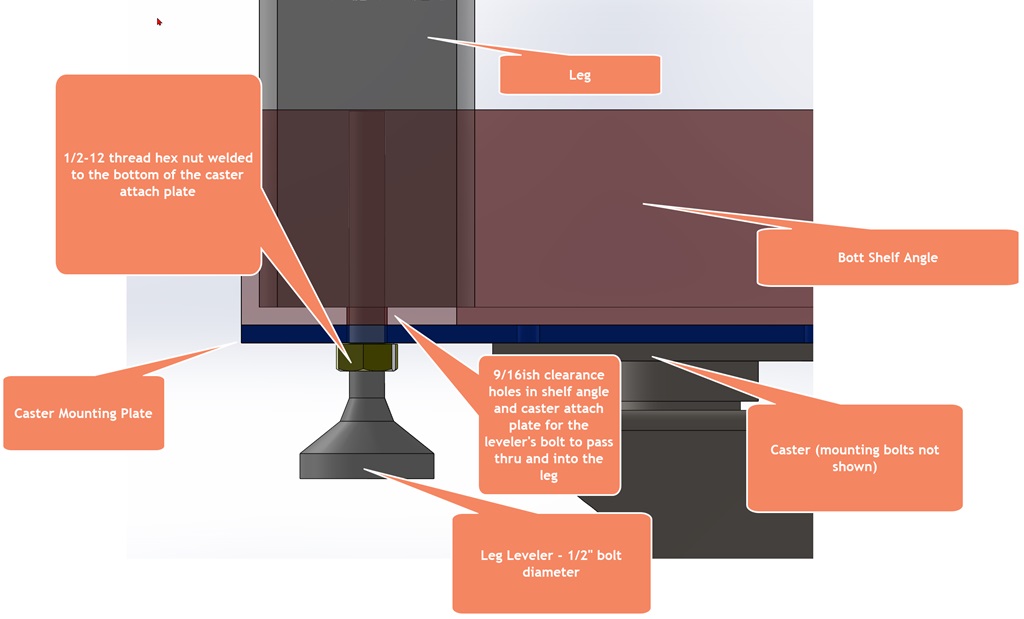 Leg
1/2-12 thread hex nut welded
to the bottom of the caster
attach plate
Bott Shelf Angle
9/16ish clearance
holes in shelf angle
and caster attach
plate for the
leveler's bolt to pass
thru and into the
leg
Caster Mounting Plate
Caster (mounting bolts not
shown)
Leg Leveler - 1/2" bolt
diameter